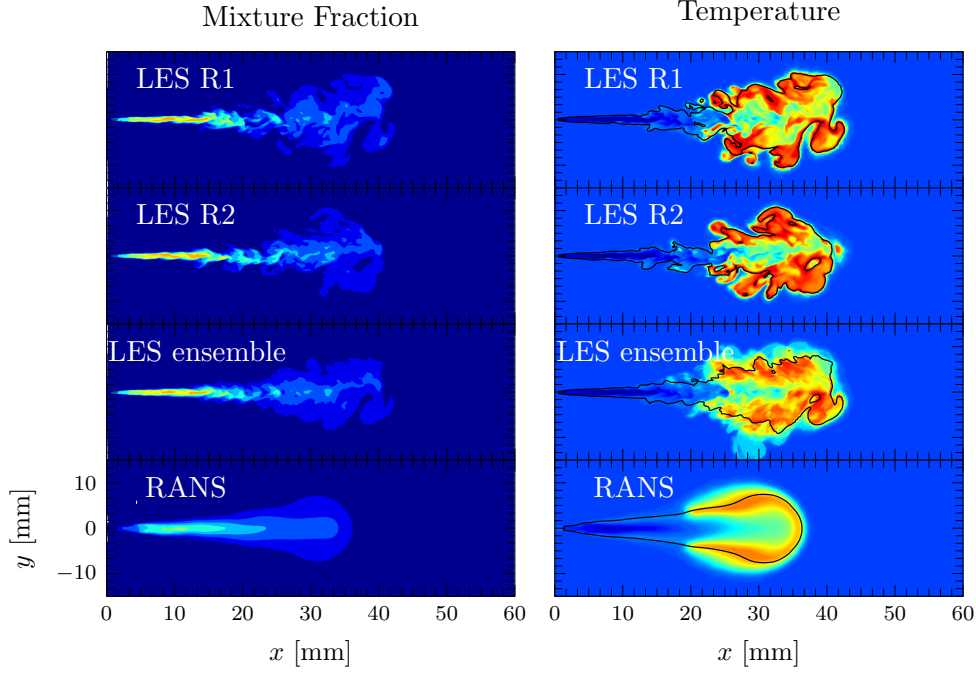 Mixture Fraction
Temperature
LES R1
LES R1
LES R2
LES R2
LES ensemble
LES ensemble
RANS
RANS
10
0
−10
y [mm]
0 10 20 30 40 50 60
0 10 20 30 40 50 60
x [mm]
x [mm]